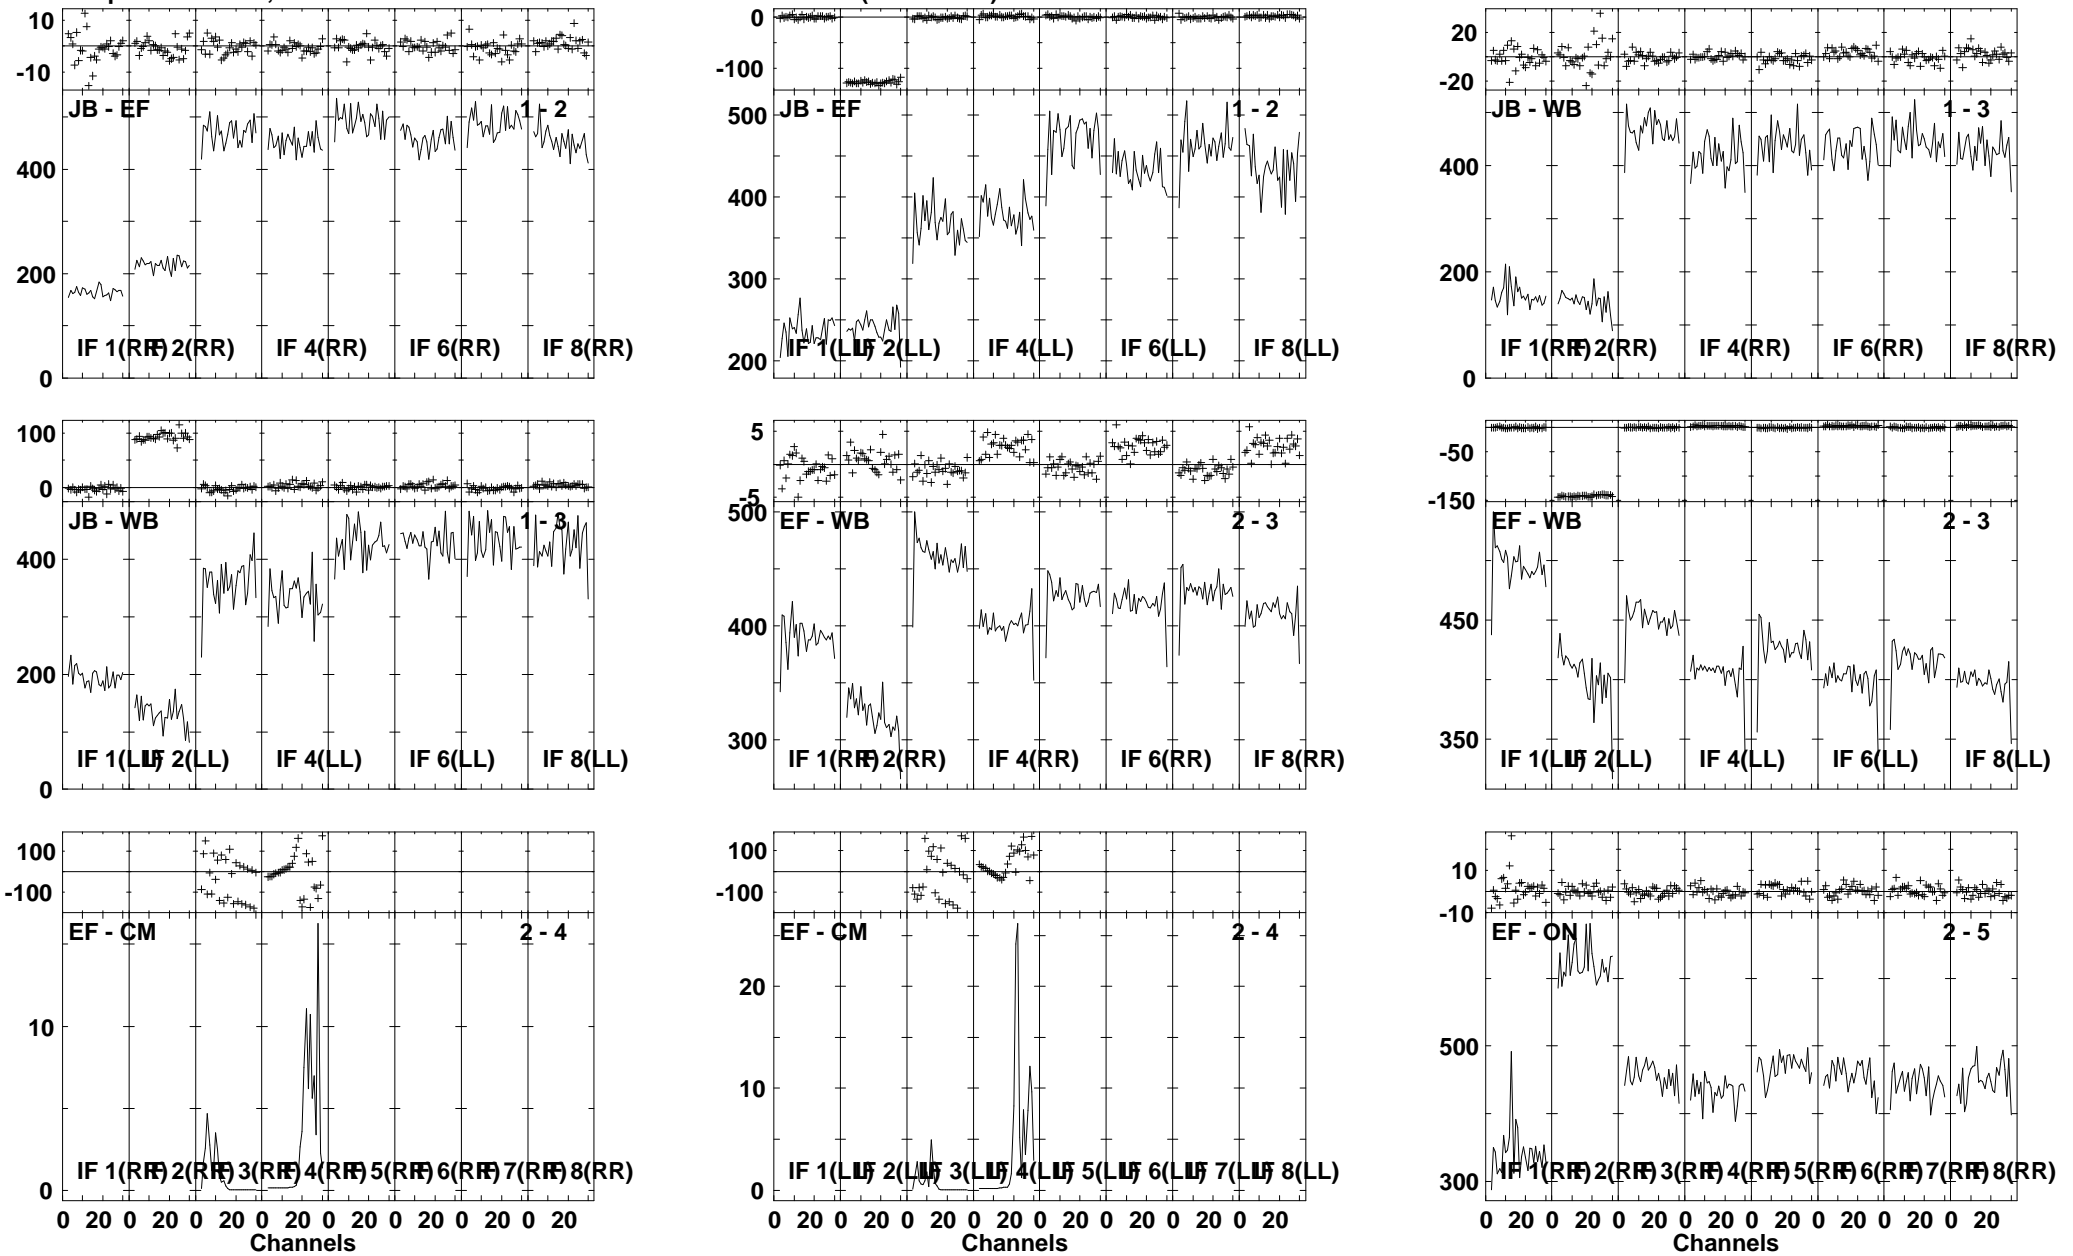 10
-10
JB - EF 1 - 2
400
200
0
IF 1(RR) IF 2(RR) IF 4(RR) IF 6(RR) IF 8(RR)
0
-100
JB - EF 1 - 2
500
400
300
200
IF 1(LL) IF 2(LL) IF 4(LL) IF 6(LL) IF 8(LL)
20
-20
JB - WB 1 - 3
400
200
0
IF 1(RR) IF 2(RR) IF 4(RR) IF 6(RR) IF 8(RR)
100
0
JB - WB 1 - 3
400
200
0
IF 1(LL) IF 2(LL) IF 4(LL) IF 6(LL) IF 8(LL)
5
-5
EF - WB 2 - 3
500
400
300
IF 1(RR) IF 2(RR) IF 4(RR) IF 6(RR) IF 8(RR)
-50
-150
EF - WB 2 - 3
450
350
IF 1(LL) IF 2(LL) IF 4(LL) IF 6(LL) IF 8(LL)
100
-100
EF - CM 2 - 4
10
0
IF 1(RR) IF 2(RR) IF 3(RR) IF 4(RR) IF 5(RR) IF 6(RR) IF 7(RR) IF 8(RR)
0 20 0 20 0 20 0 20 0 20 0 20 0 20 0 20
Channels
100
-100
EF - CM 2 - 4
20
10
0
IF 1(LL) IF 2(LL) IF 3(LL) IF 4(LL) IF 5(LL) IF 6(LL) IF 7(LL) IF 8(LL)
0 20 0 20 0 20 0 20 0 20 0 20 0 20 0 20
Channels
10
-10
EF - ON 2 - 5
500
300
IF 1(RR) IF 2(RR) IF 3(RR) IF 4(RR) IF 5(RR) IF 6(RR) IF 7(RR) IF 8(RR)
0 20 0 20 0 20 0 20 0 20 0 20 0 20 0 20
Channels